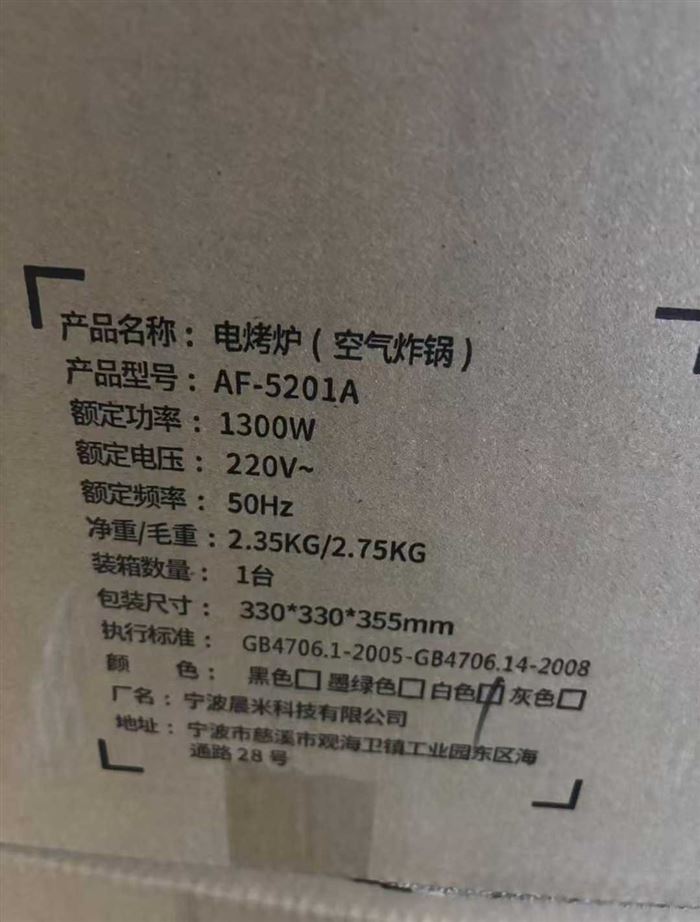 产品名称：电烤炉（空气炸锅）
产品型号：AF-5201A
额定功率：1300W
额定电压：220V~
额定频率：50Hz
净重/毛重：2.35KG/2.75KG
装箱数量：1台
包装尺寸：330*330*355mm
执行标准：GB4706.1-2005-GB4706.14-2008
颜 色：黑色□ 墨绿色□ 白色☑ 灰色□
厂名：宁波晨米科技有限公司
地址：宁波市慈溪市观海卫镇工业园东区海
通路28号